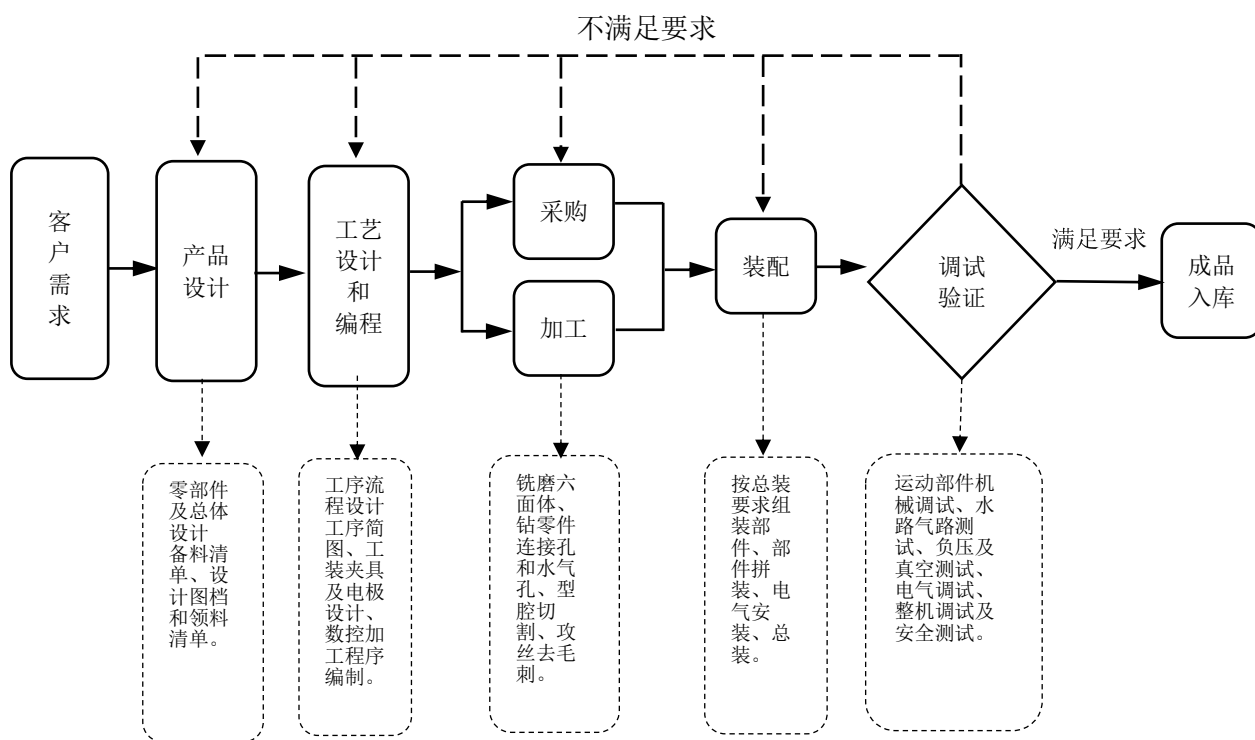 不满足要求
客
户
需
求
产品
设计
工艺
设计
和
编程
采购
加工
装配
调试
验证
满足要求
成品
入库
零部件
及总体
设计
备料清
单、设
计图档
和领料
清单。
工序流
程设计
工序简
图、工
装夹具
及电极
设计、
数控加
工程序
编制。
铣磨六
面体、
钻零件
连接孔
和水气
孔、型
腔切
割、攻
丝去毛
刺。
按总装
要求组
装部
件、部
件拼
装、电
气安
装、总
装。
运动部件机
械调试、水
路气路测
试、负压及
真空测试、
电气调试、
整机调试及
安全测试。